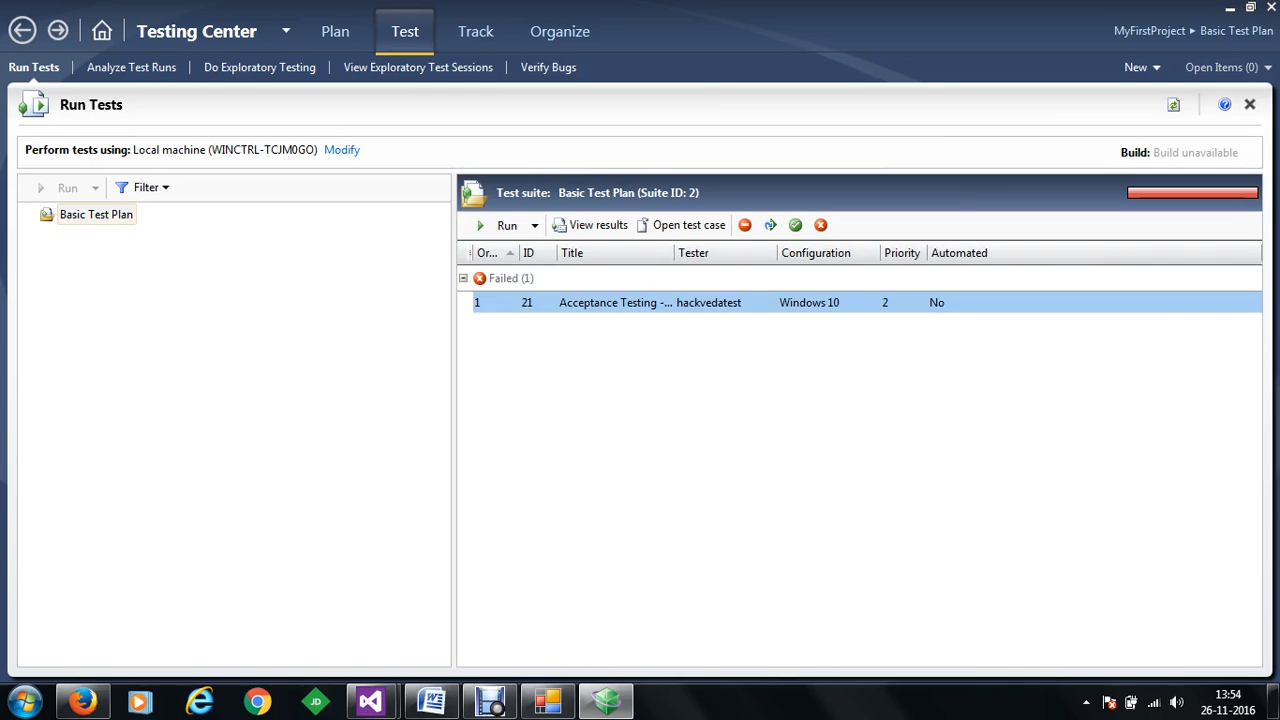 Testing Center
Plan
Test
Track
Organize
MyFirstProject
Basic Test Plan
Run Tests
Analyze Test Runs
Do Exploratory Testing
View Exploratory Test Sessions
Verify Bugs
New
Open Items (0)
Run Tests
Perform tests using: Local machine (WINCTRL-TCJM0GO) Modify
Build: Build unavailable
Run
Filter
Basic Test Plan
Test suite: Basic Test Plan (Suite ID: 2)
Run
View results
Open test case
Or... ID Title Tester Configuration Priority Automated
Failed (1)
1 21 Acceptance Testing -... hackvedatest Windows 10 2 No
JD
13:54
26-11-2016